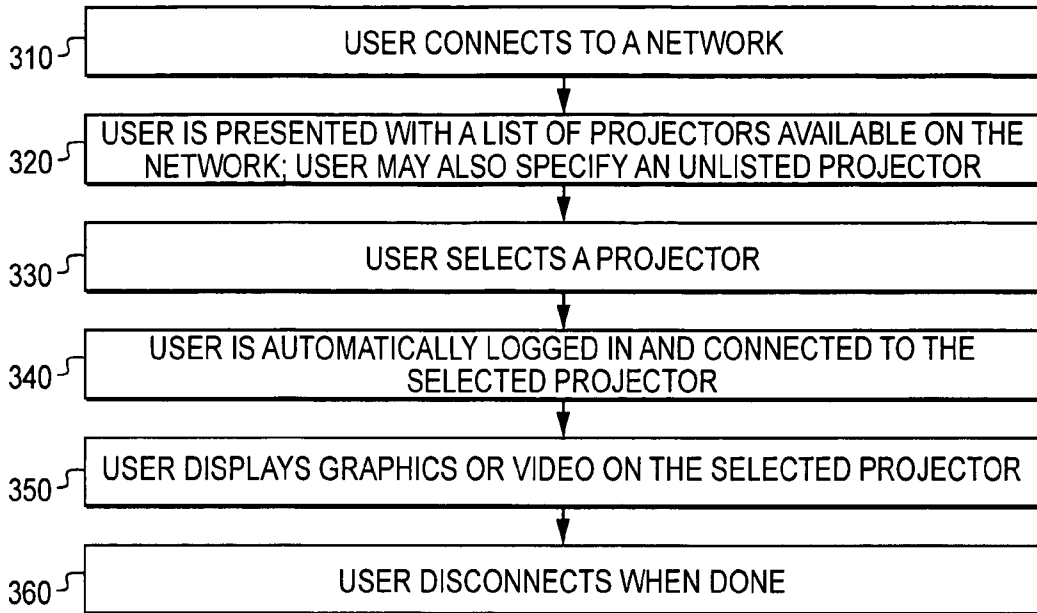 310
USER CONNECTS TO A NETWORK
320
USER IS PRESENTED WITH A LIST OF PROJECTORS AVAILABLE ON THE
NETWORK; USER MAY ALSO SPECIFY AN UNLISTED PROJECTOR
330
USER SELECTS A PROJECTOR
340
USER IS AUTOMATICALLY LOGGED IN AND CONNECTED TO THE
SELECTED PROJECTOR
350
USER DISPLAYS GRAPHICS OR VIDEO ON THE SELECTED PROJECTOR
360
USER DISCONNECTS WHEN DONE